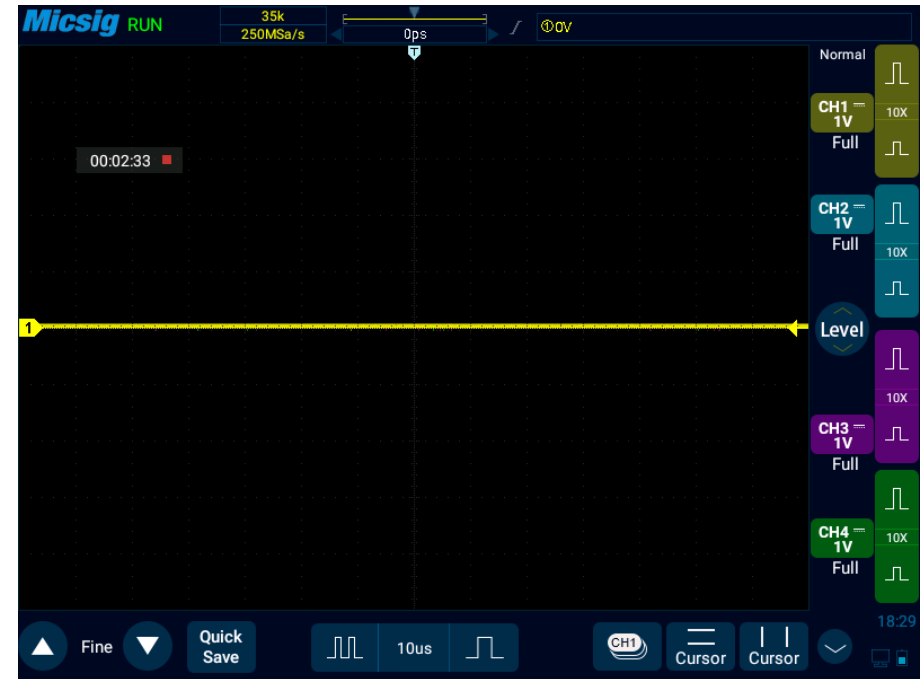 Micsig RUN
35k
250MSa/s
0ps
①0V
T
Normal
CH1
1V
Full
10X
00:02:33
CH2
1V
Full
10X
1
Level
10X
CH3
1V
Full
CH4
1V
Full
10X
18:29
Fine
Quick
Save
10us
CH1
Cursor
Cursor